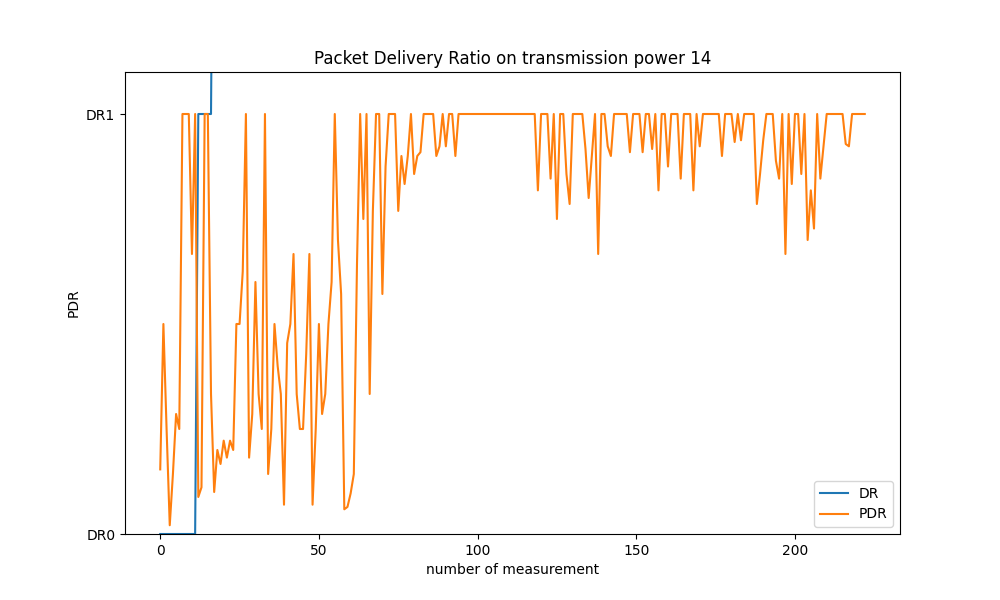 Packet Delivery Ratio on transmission power 14
DR1
PDR
DR0
DR
PDR
0 50 100 150 200
number of measurement